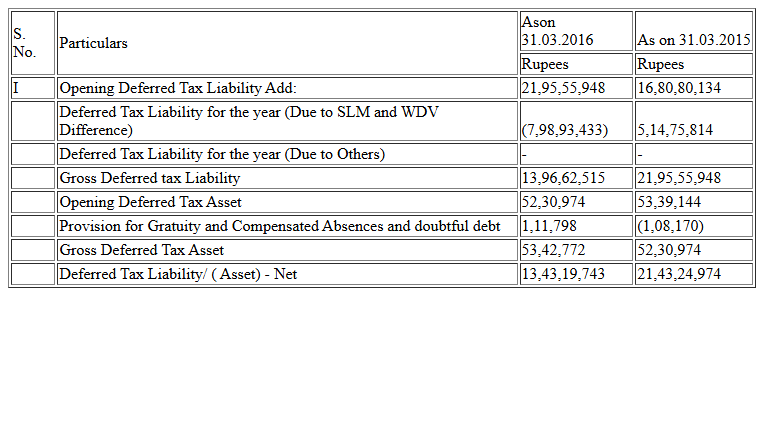 S. No. Particulars Ason 31.03.2016 As on 31.03.2015
Rupees Rupees
I Opening Deferred Tax Liability Add: 21,95,55,948 16,80,80,134
Deferred Tax Liability for the year (Due to SLM and WDV
Difference) (7,98,93,433) 5,14,75,814
Deferred Tax Liability for the year (Due to Others) - -
Gross Deferred tax Liability 13,96,62,515 21,95,55,948
Opening Deferred Tax Asset 52,30,974 53,39,144
Provision for Gratuity and Compensated Absences and doubtful debt 1,11,798 (1,08,170)
Gross Deferred Tax Asset 53,42,772 52,30,974
Deferred Tax Liability/ ( Asset) - Net 13,43,19,743 21,43,24,974